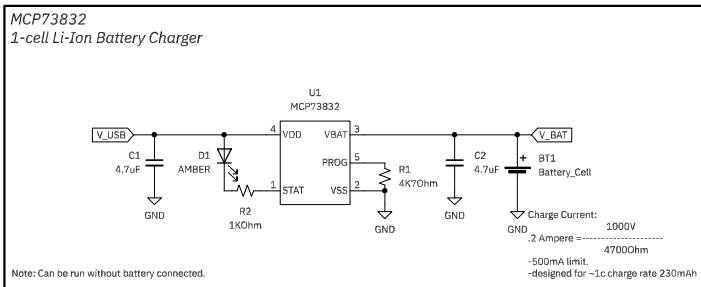 MCP73832
1-cell Li-Ion Battery Charger
U1
MCP73832
V_USB
4
VDD
VBAT
3
V_BAT
C1
4.7uF
D1
AMBER
PROG
5
R1
4K7Ohm
C2
4.7uF
+
BT1
Battery_Cell
1
STAT
VSS
2
R2
1KOhm
GND
GND
GND
GND
Charge Current:
1000V
.2 Ampere =---------------------
4700Ohm
-500mA limit.
-designed for ~1c charge rate 230mAh
Note: Can be run without battery connected.